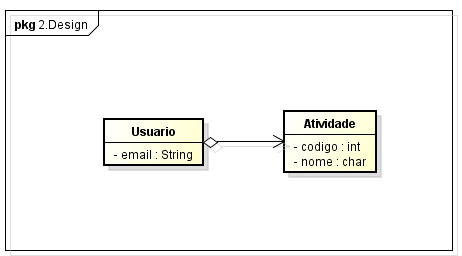 pkg 2.Design
Usuario
- email : String
Atividade
- codigo : int
- nome : char